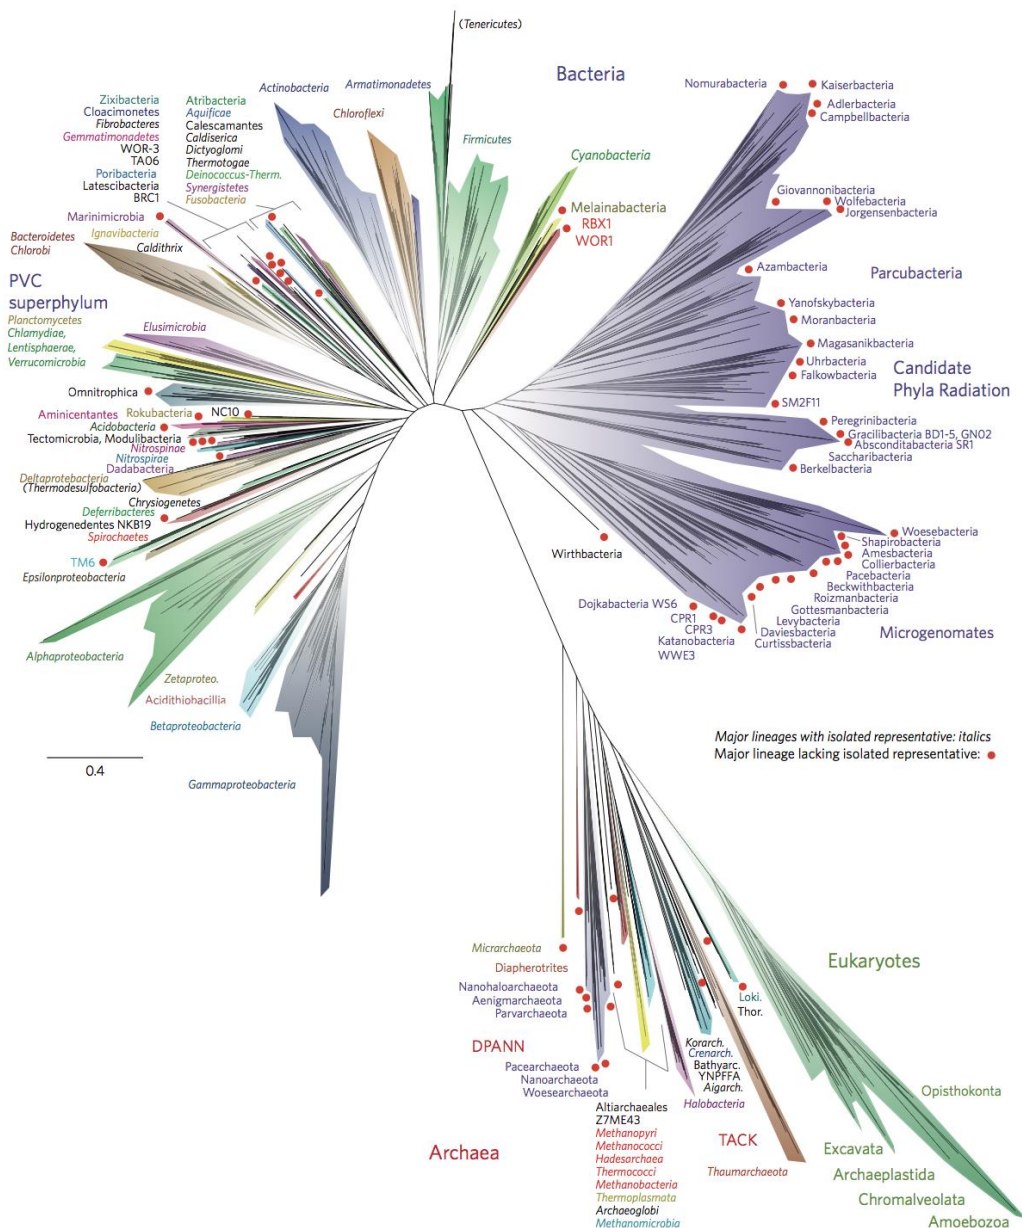 (Tenericutes)
Bacteria
Nomurabacteria
Kaiserbacteria
Adlerbacteria
Campbellbacteria
Armatimonadetes
Actinobacteria
Zixibacteria
Cloacimonetes
Fibrobacteres
Gemmatimonadetes
WOR-3
TA06
Poribacteria
Latescibacteria
BRC1
Atribacteria
Aquificae
Calescamantes
Caldiserica
Dictyoglomi
Thermotogae
Deinococcus-Therm.
Synergistetes
Fusobacteria
Chloroflexi
Firmicutes
Cyanobacteria
Giovannonibacteria
Wolfebacteria
Jorgensenbacteria
Melainabacteria
RBX1
WOR1
Marinimicrobia
Ignavibacteria
Bacteroidetes
Chlorobi
Caldithrix
Azambacteria
Parcubacteria
PVC
superphylum
Planctomycetes
Chlamydiae,
Lentisphaerae,
Verrucomicrobia
Elusimicrobia
Yanofskybacteria
Moranbacteria
Magasanikbacteria
Uhrbacteria
Falkowbacteria
Candidate
Phyla Radiation
SM2F11
Omnitrophica
Aminicentantes
Rokubacteria
NC10
Acidobacteria
Tectomicrobia, Modulibacteria
Nitrospinae
Nitrospirae
Dadabacteria
Deltaprotebacteria
(Thermodesulfobacteria)
Chrysiogenetes
Deferribacteres
Hydrogenedentes NKB19
Spirochaetes
TM6
Epsilonproteobacteria
Peregrinibacteria
Gracilibacteria BD1-5, GN02
Absconditabacteria SR1
Saccharibacteria
Berkelbacteria
Woesebacteria
Shapirobacteria
Amesbacteria
Collierbacteria
Pacebacteria
Beckwithbacteria
Roizmanbacteria
Gottesmanbacteria
Levybacteria
Daviesbacteria
Curtissbacteria
Microgenomates
Wirthbacteria
Dojkabacteria WS6
CPR1
CPR3
Katanobacteria
WWE3
Alphaproteobacteria
Zetaproteo.
Acidithiobacillia
Betaproteobacteria
Gammaproteobacteria
0.4
Major lineages with isolated representative: italics
Major lineage lacking isolated representative:
Micrarchaeota
Diapherotrites
Nanohaloarchaeota
Aenigmarchaeota
Parvarchaeota
DPANN
Pacearchaeota
Nanoarchaeota
Woesearchaeota
Archaea
Altiarchaeales
Z7ME43
Methanopyri
Methanococci
Hadesarchaea
Thermococci
Methanobacteria
Thermoplasmata
Archaeoglobi
Methanomicrobia
Halobacteria
Korarch.
Crenarch.
Bathyarc.
YNPFFA
Aigarch.
TACK
Thaumarchaeota
Loki.
Thor.
Eukaryotes
Opisthokonta
Excavata
Archaeplastida
Chromalveolata
Amoebozoa